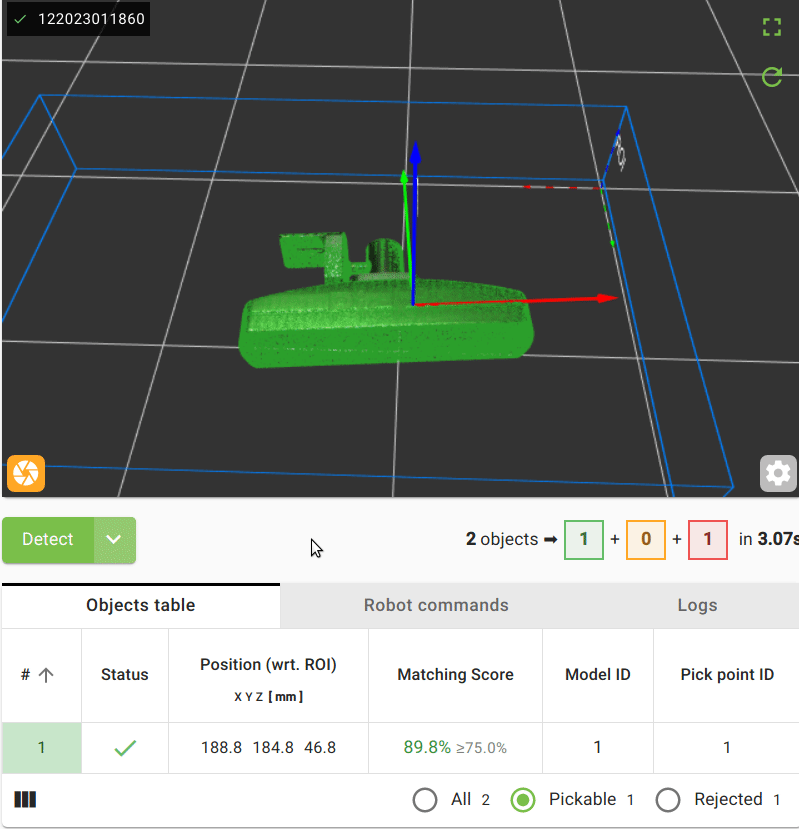 122023011860
Detect
2 objects ➡ 1 + 0 + 1 in 3.07s
Objects table
Robot commands
Logs
# ↑
Status
Position (wrt. ROI)
X Y Z [mm]
Matching Score
Model ID
Pick point ID
1
188.8 184.8 46.8
89.8% ≥75.0%
1
1
All 2
Pickable 1
Rejected 1